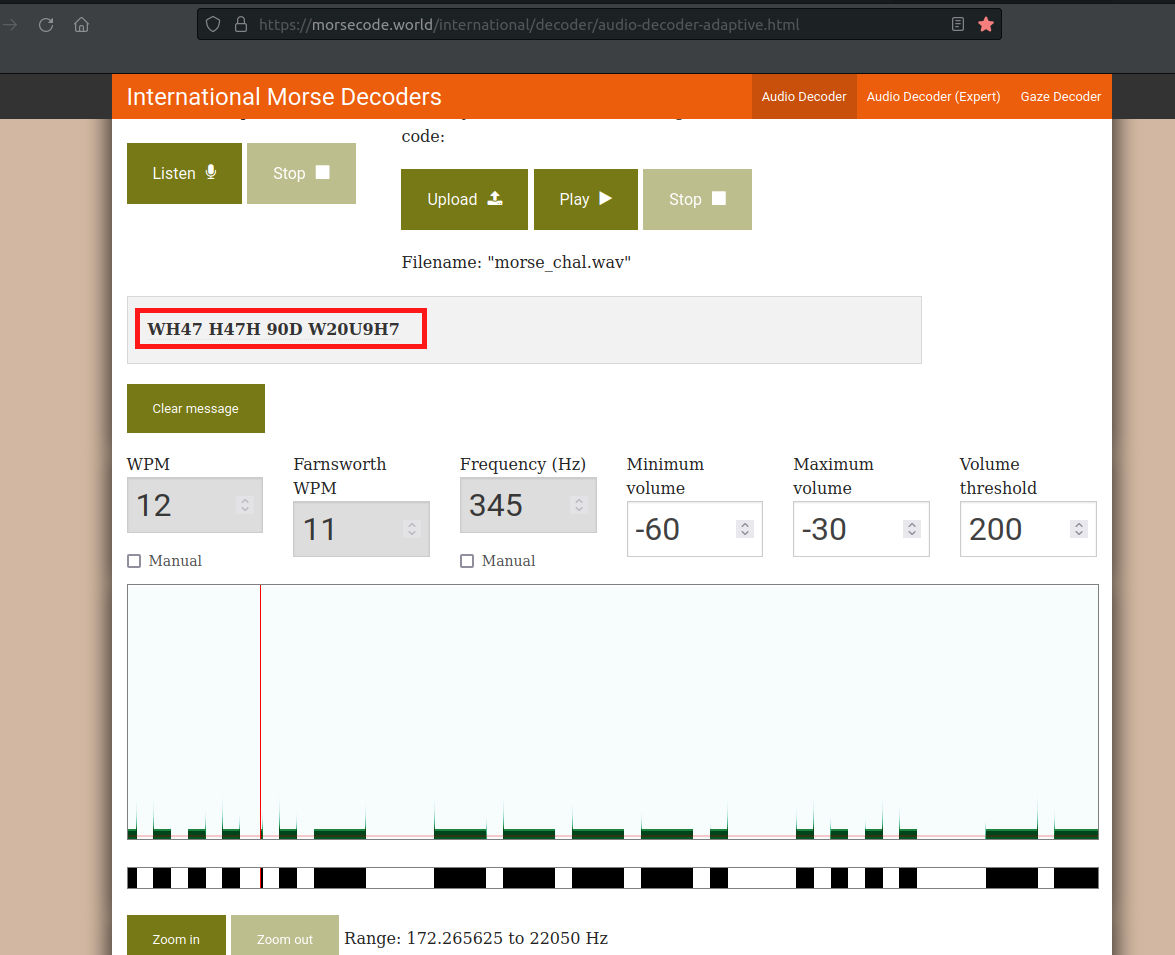 https://morsecode.world/international/decoder/audio-decoder-adaptive.html
International Morse Decoders
Audio Decoder
Audio Decoder (Expert)
Gaze Decoder
code:
Listen
Stop
Upload
Play
Stop
Filename: "morse_chal.wav"
WH47 H47H 90D W20U9H7
Clear message
WPM
12
Manual
Farnsworth
WPM
11
Frequency (Hz)
345
Manual
Minimum
volume
-60
Maximum
volume
-30
Volume
threshold
200
Zoom in
Zoom out
Range: 172.265625 to 22050 Hz